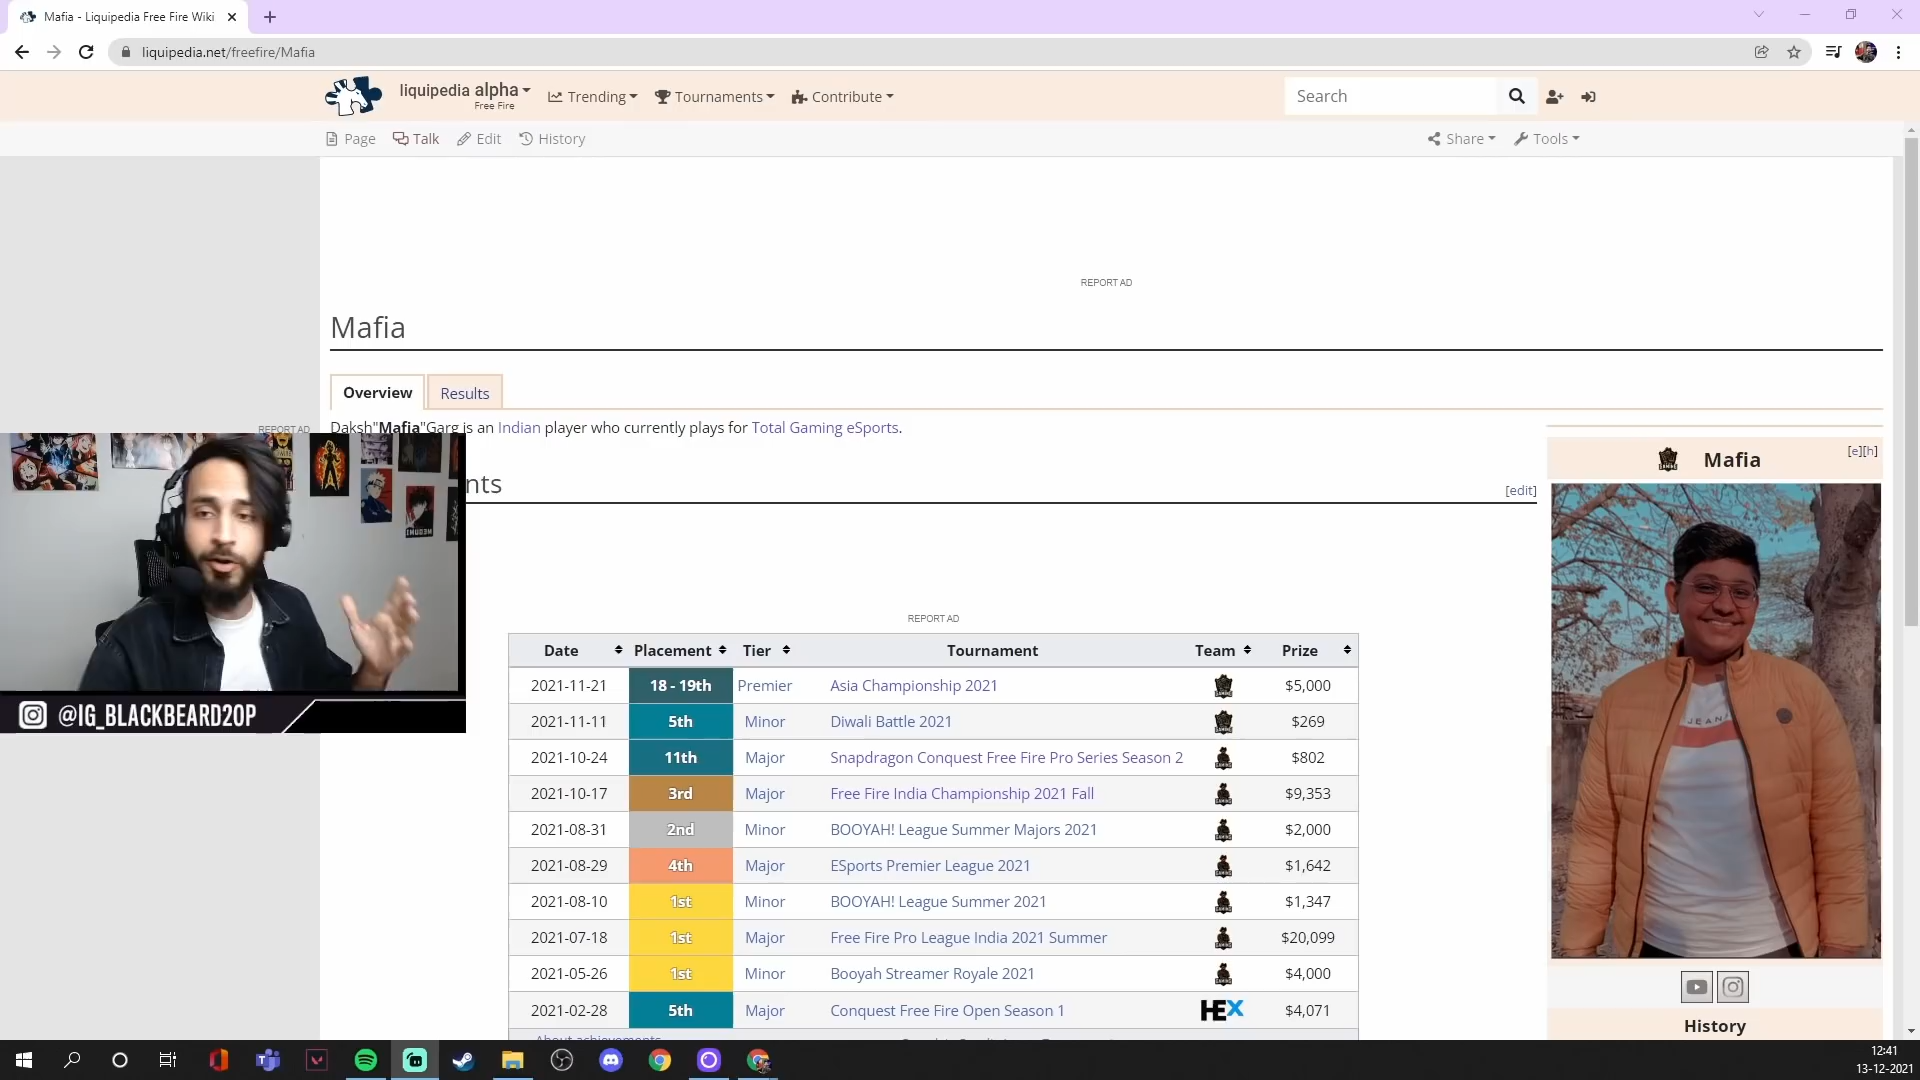 Mafia - Liquipedia Free Fire Wiki
liquipedia.net/freefire/Mafia
liquipedia alpha
Free Fire
Trending
Tournaments
Contribute
Search
Page
Talk
Edit
History
Share
Tools
REPORT AD
Mafia
Overview
Results
Daksh"Mafia"Garg is an Indian player who currently plays for Total Gaming eSports.
REPORT AD
nts
[edit]
Mafia
[e][h]
REPORT AD
Date Placement Tier Tournament Team Prize
2021-11-21 18 - 19th Premier Asia Championship 2021 $5,000
2021-11-11 5th Minor Diwali Battle 2021 $269
2021-10-24 11th Major Snapdragon Conquest Free Fire Pro Series Season 2 $802
2021-10-17 3rd Major Free Fire India Championship 2021 Fall $9,353
2021-08-31 2nd Minor BOOYAH! League Summer Majors 2021 $2,000
2021-08-29 4th Major ESports Premier League 2021 $1,642
2021-08-10 1st Minor BOOYAH! League Summer 2021 $1,347
2021-07-18 1st Major Free Fire Pro League India 2021 Summer $20,099
2021-05-26 1st Minor Booyah Streamer Royale 2021 $4,000
2021-02-28 5th Major Conquest Free Fire Open Season 1 HEX $4,071
About achievements
@IG_BLACKBEARD20P
JEAN
History
12:41
13-12-2021